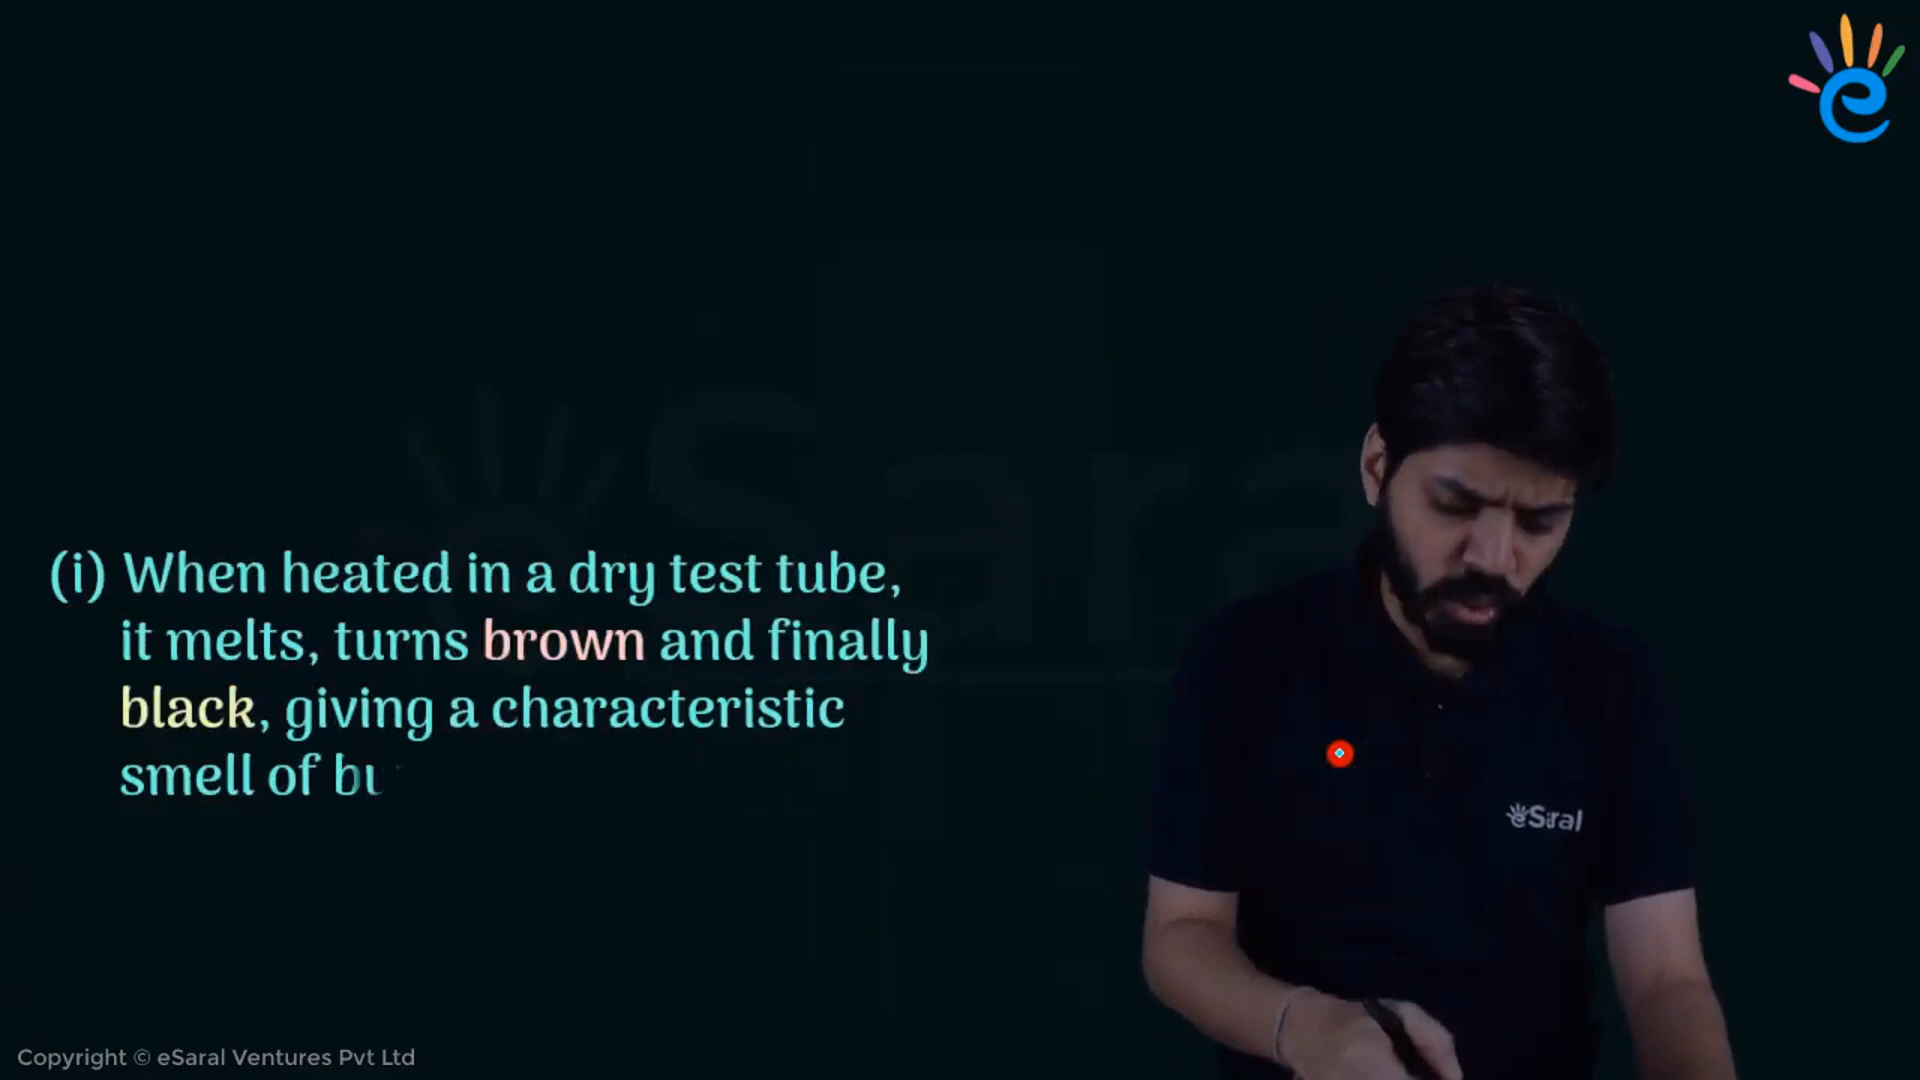 (i) When heated in a dry test tube,
it melts, turns brown and finally
black, giving a characteristic
smell of
eSaral
Copyright © eSaral Ventures Pvt Ltd